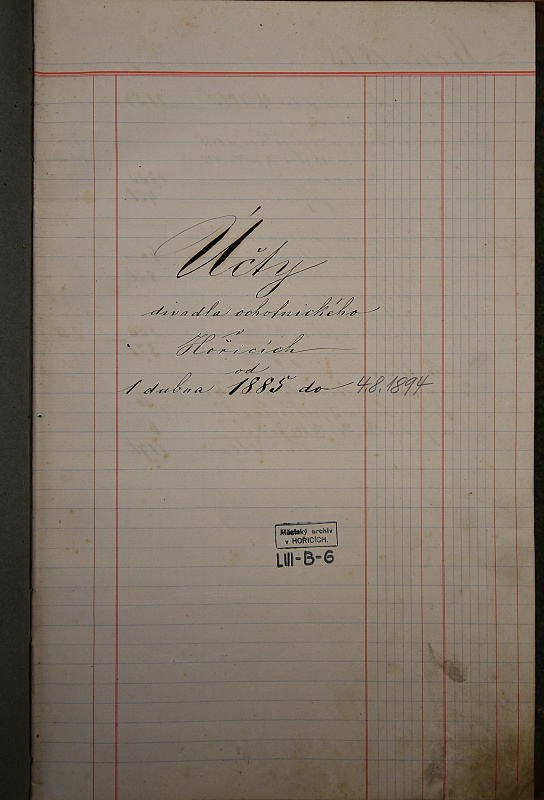 Účty
divadla ochotnického
v
Hořicích
od
1 dubna 1885 do 4.8.1894
Městský archiv
v HOŘICÍCH.
LIII-B-6